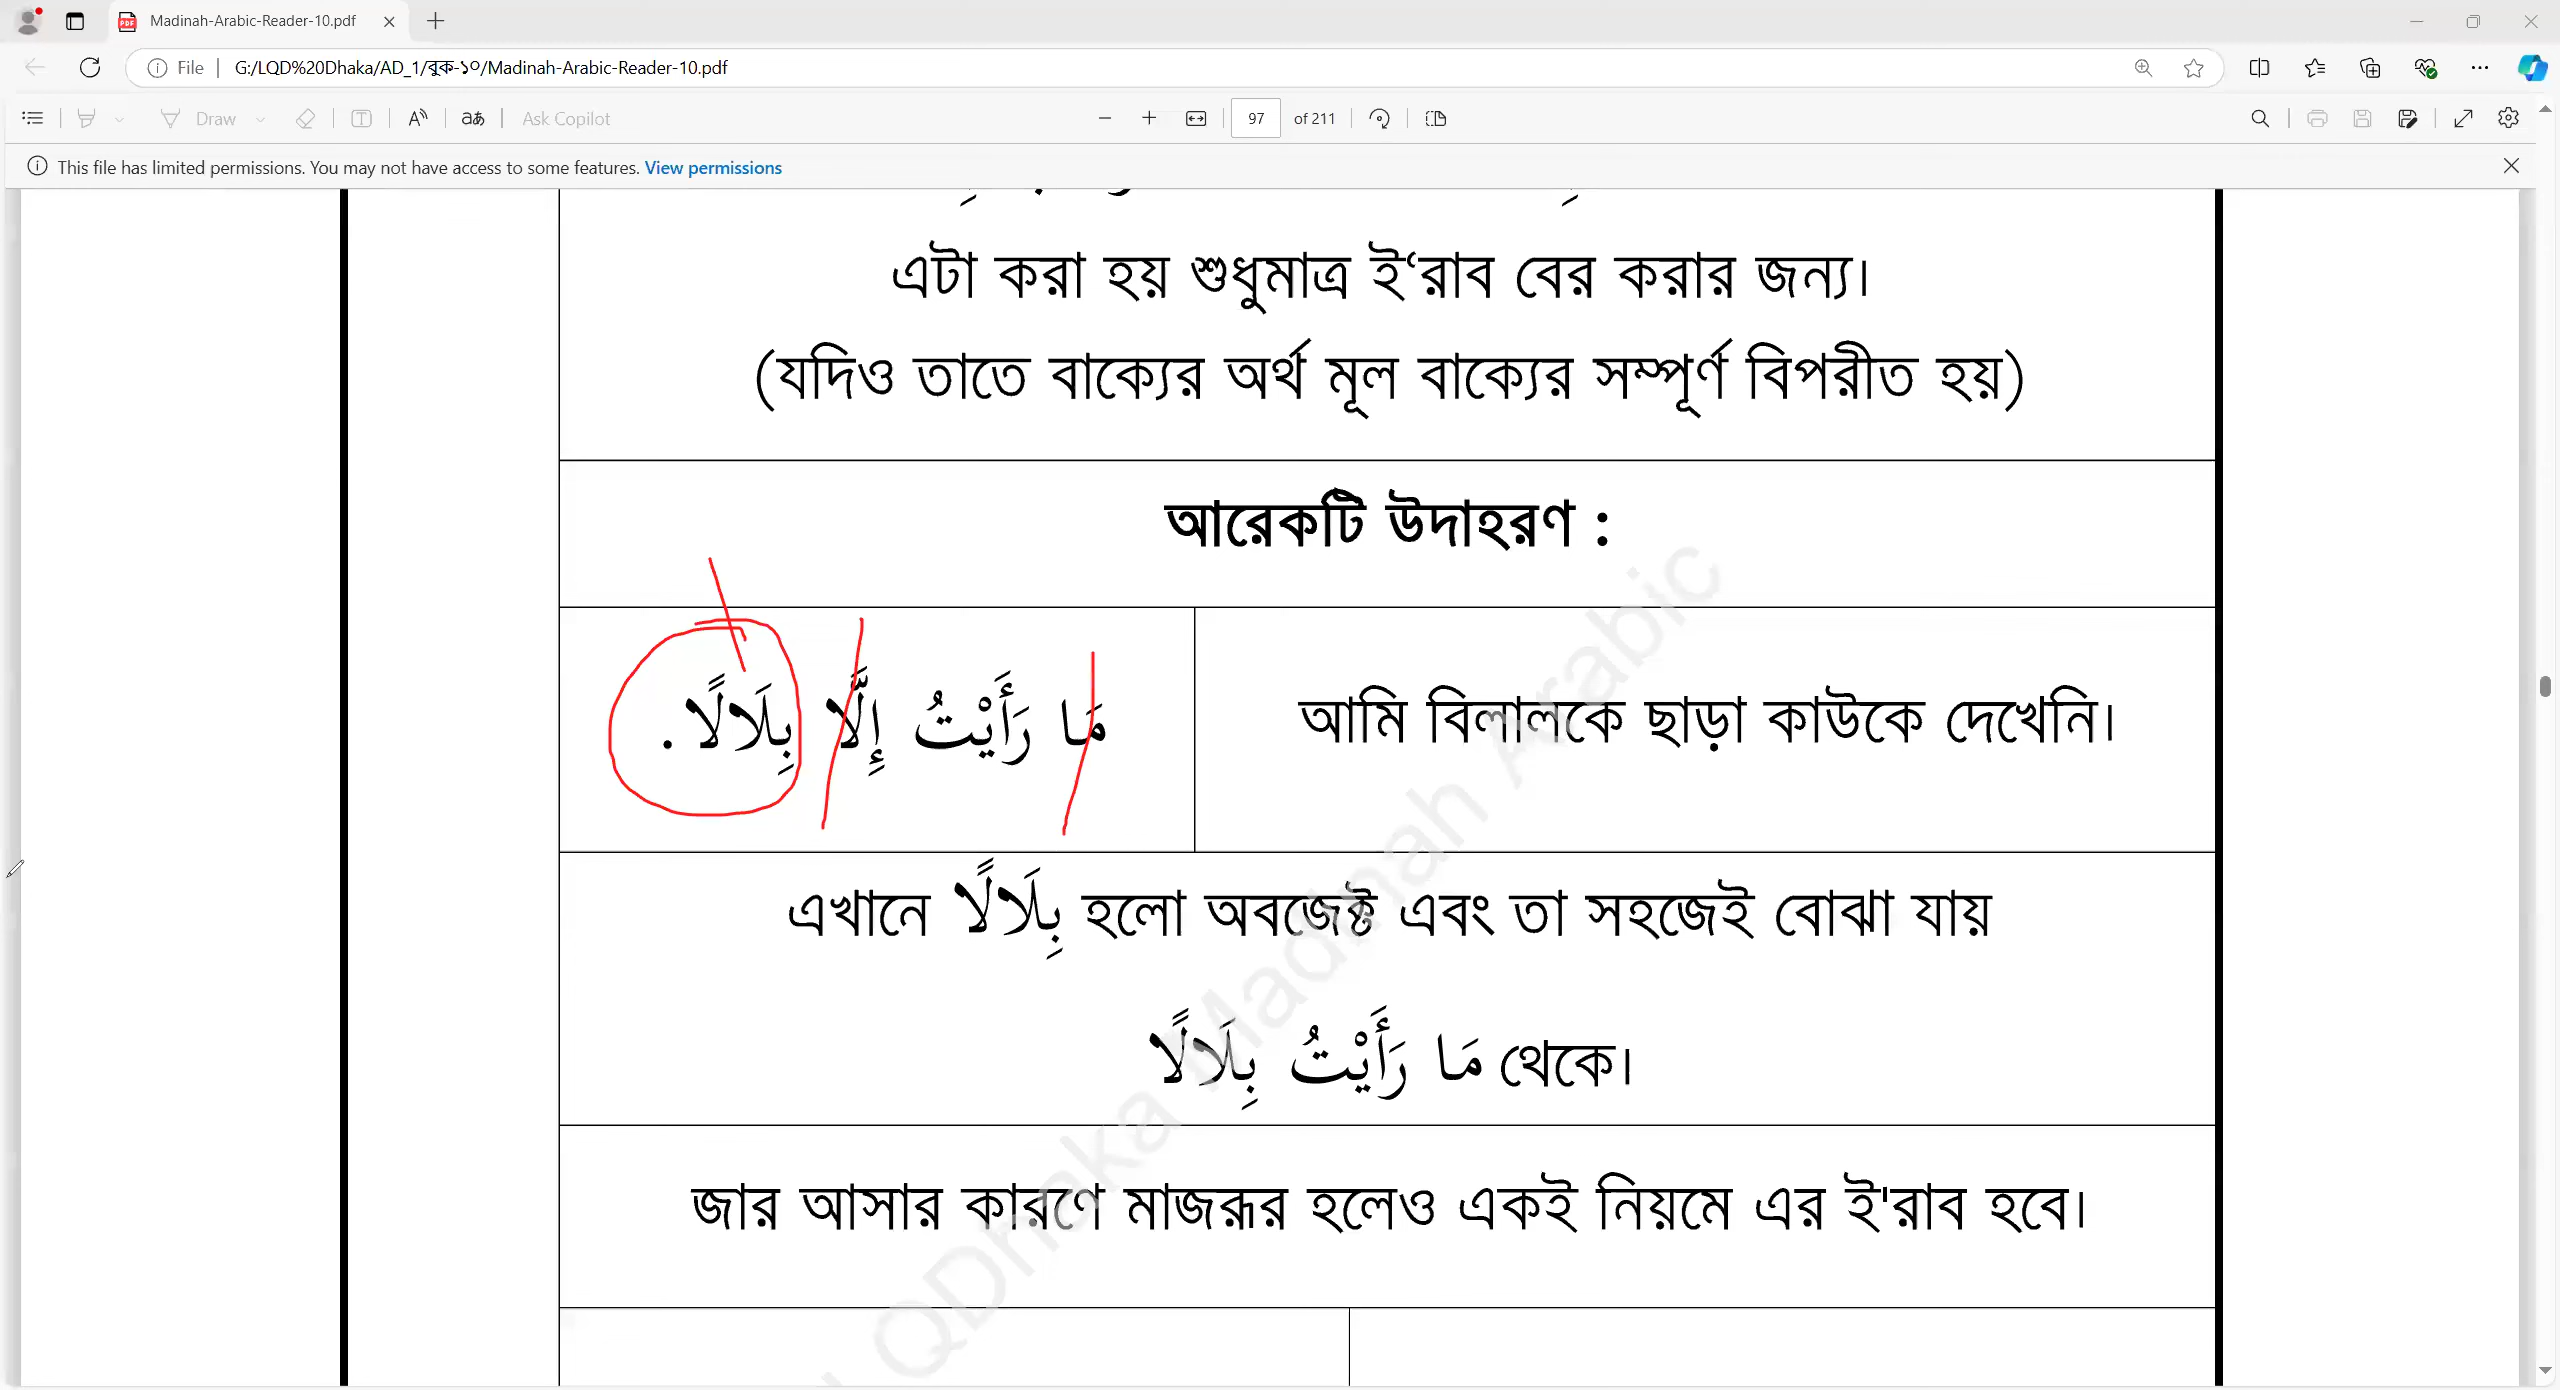 Madinah-Arabic-Reader-10.pdf
File G:/LQD%20Dhaka/AD_1/বুক-১০/Madinah-Arabic-Reader-10.pdf
Draw Ask Copilot 97 of 211
This file has limited permissions. You may not have access to some features. View permissions
এটা করা হয় শুধুমাত্র ই‘রাব বের করার জন্য।
(যদিও তাতে বাক্যের অর্থ মূল বাক্যের সম্পূর্ণ বিপরীত হয়)
আরেকটি উদাহরণ :
مَا رَأَيْتُ إِلَّا بِلَالًا .
আমি বিলালকে ছাড়া কাউকে দেখেনি।
এখানে بِلَالًا হলো অবজেক্ট এবং তা সহজেই বোঝা যায়
مَا رَأَيْتُ بِلَالًا থেকে।
জার আসার কারণে মাজরূর হলেও একই নিয়মে এর ই'রাব হবে।
QDhaka Madinah Arabic